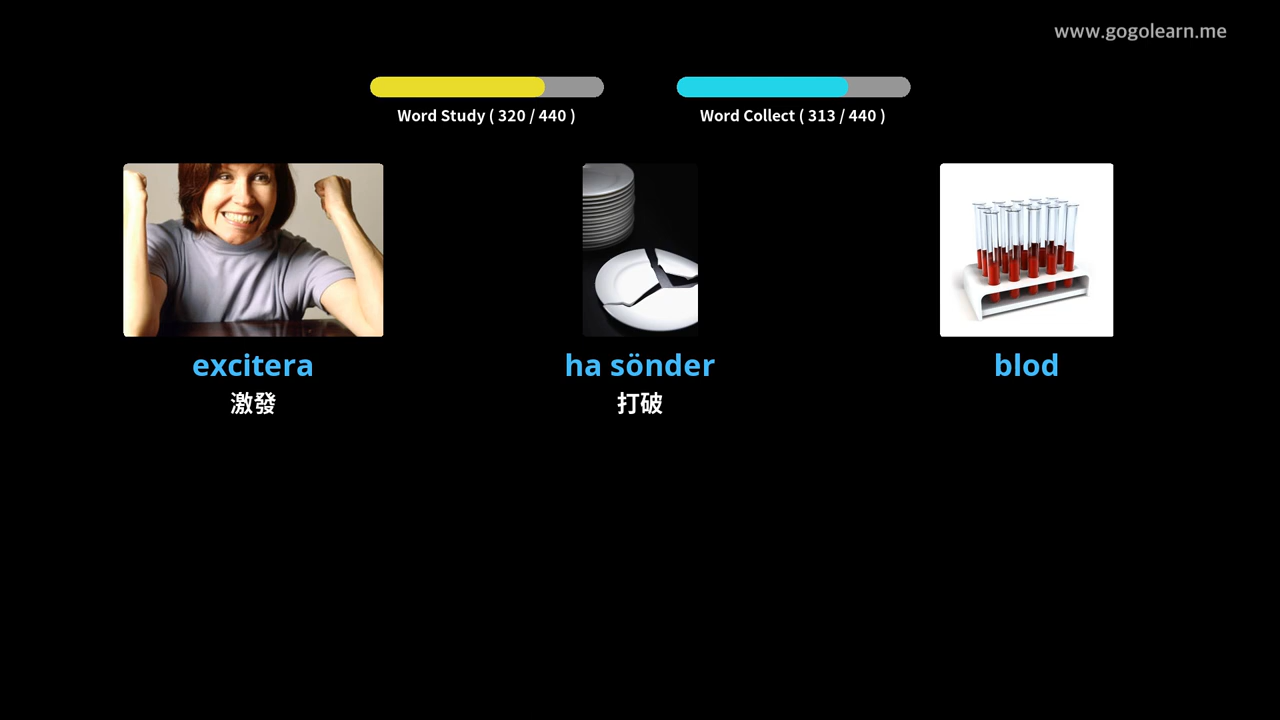 www.gogolearn.me
Word Study ( 320 / 440 )
Word Collect ( 313 / 440 )
excitera
激發
ha sönder
打破
blod